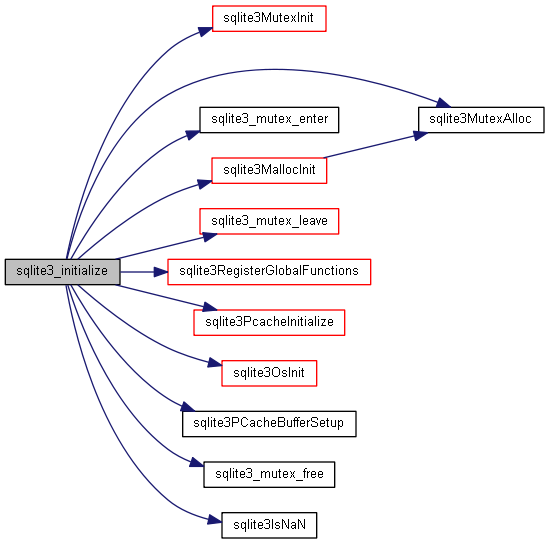 sqlite3MutexInit
sqlite3_mutex_enter
sqlite3MutexAlloc
sqlite3MallocInit
sqlite3_mutex_leave
sqlite3_initialize
sqlite3RegisterGlobalFunctions
sqlite3PcacheInitialize
sqlite3OsInit
sqlite3PCacheBufferSetup
sqlite3_mutex_free
sqlite3IsNaN